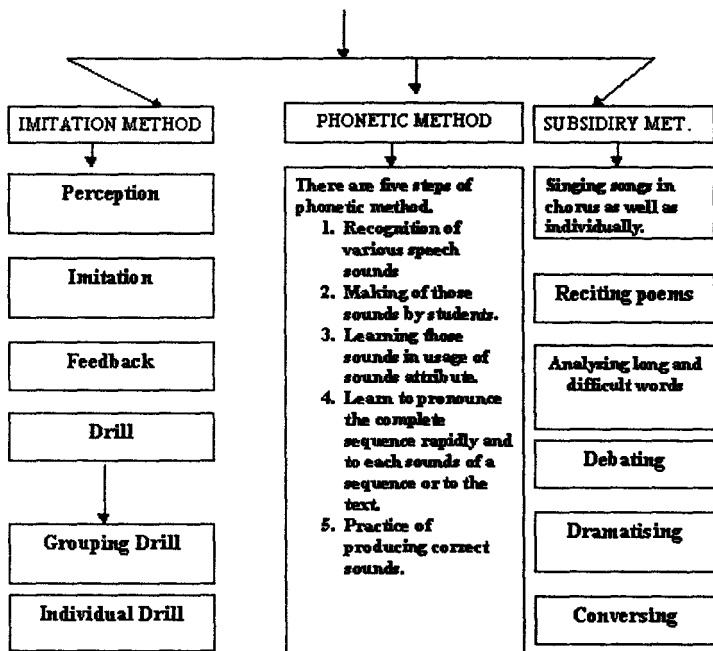 IMITATION METHOD
Perception
Imitation
Feedback
Drill
Grouping Drill
Individual Drill
PHONETIC METHOD
There are five steps of
phonetic method.
1. Recognition of
various speech
sounds
2. Making of those
sounds by students.
3. Learning those
sounds in usage of
sounds attribute.
4. Learn to pronounce
the complete
sequence rapidly and
to each sounds of a
sequence or to the
text.
5. Practice of
producing correct
sounds.
SUBSIDIRY MET.
Singing songs in
chorus as well as
individually.
Reciting poems
Analyzing long and
difficult words
Debating
Dramatising
Conversing